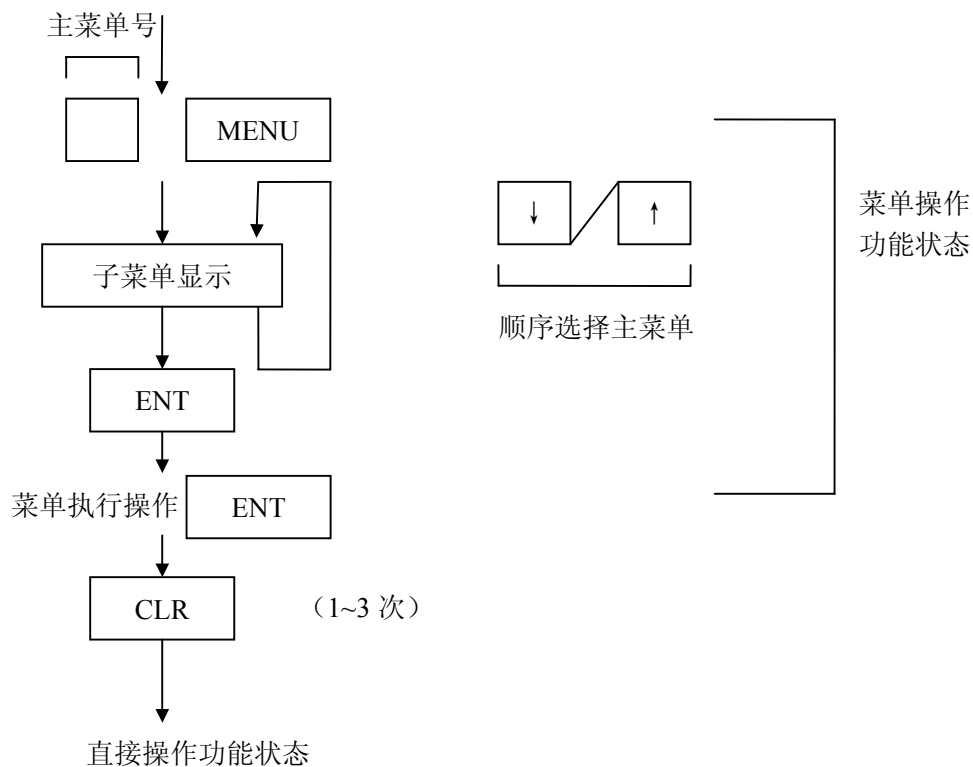 主菜单号
MENU
↓ ↑
菜单操作
功能状态
子菜单显示
顺序选择主菜单
ENT
菜单执行操作 ENT
CLR （1~3 次）
直接操作功能状态